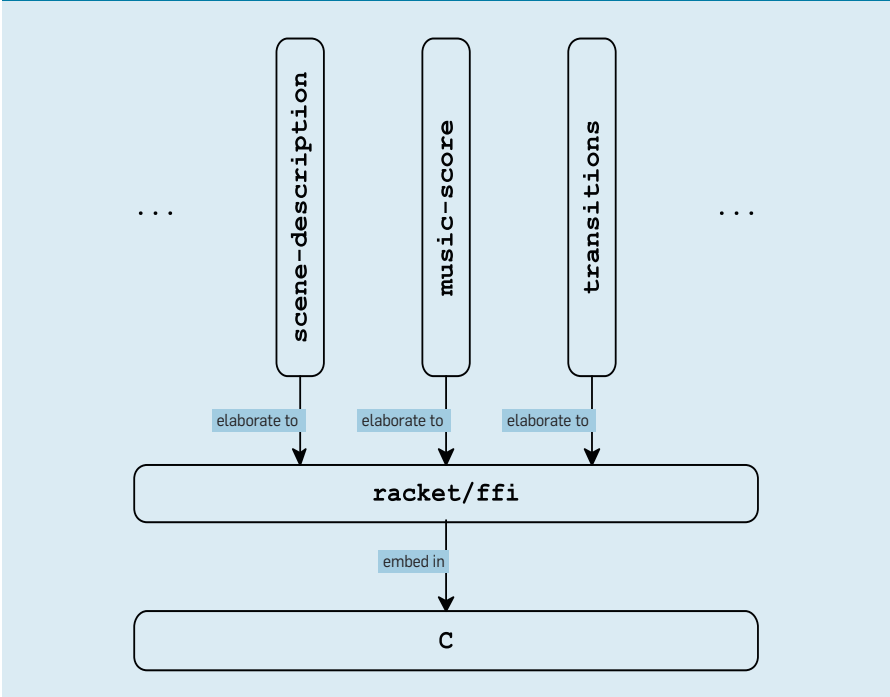 scene-description
music-score
transitions
... ...
elaborate to
elaborate to
elaborate to
racket/ffi
embed in
C